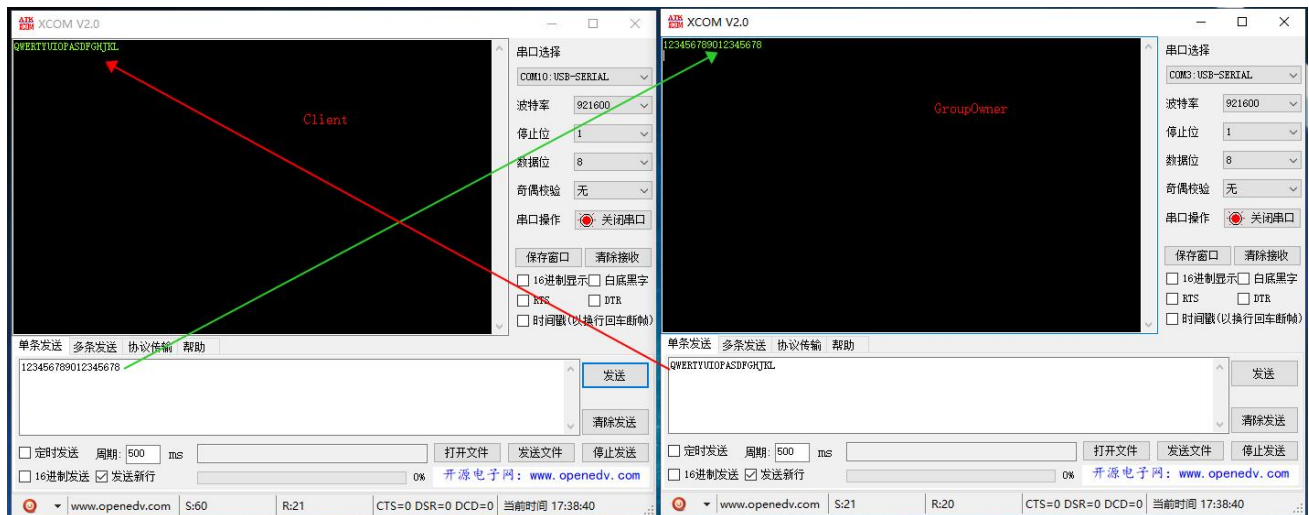 XCOM V2.0
QWERTYUIOPASDFGHJKL
Client
串口选择
COM10:USB-SERIAL
波特率 921600
停止位 1
数据位 8
奇偶校验 无
串口操作 关闭串口
保存窗口 清除接收
16进制显示 白底黑字
RTS DTR
时间戳(以换行回车断帧)
单条发送 多条发送 协议传输 帮助
123456789012345678
发送
清除发送
定时发送 周期: 500 ms 打开文件 发送文件 停止发送
16进制发送 发送新行 0% 开源电子网: www.openedv.com
www.openedv.com S:60 R:21 CTS=0 DSR=0 DCD=0 当前时间 17:38:40
XCOM V2.0
123456789012345678
GroupOwner
串口选择
COM3:USB-SERIAL
波特率 921600
停止位 1
数据位 8
奇偶校验 无
串口操作 关闭串口
保存窗口 清除接收
16进制显示 白底黑字
RTS DTR
时间戳(以换行回车断帧)
单条发送 多条发送 协议传输 帮助
QWERTYUIOPASDFGHJKL
发送
清除发送
定时发送 周期: 500 ms 打开文件 发送文件 停止发送
16进制发送 发送新行 0% 开源电子网: www.openedv.com
www.openedv.com S:21 R:20 CTS=0 DSR=0 DCD=0 当前时间 17:38:40